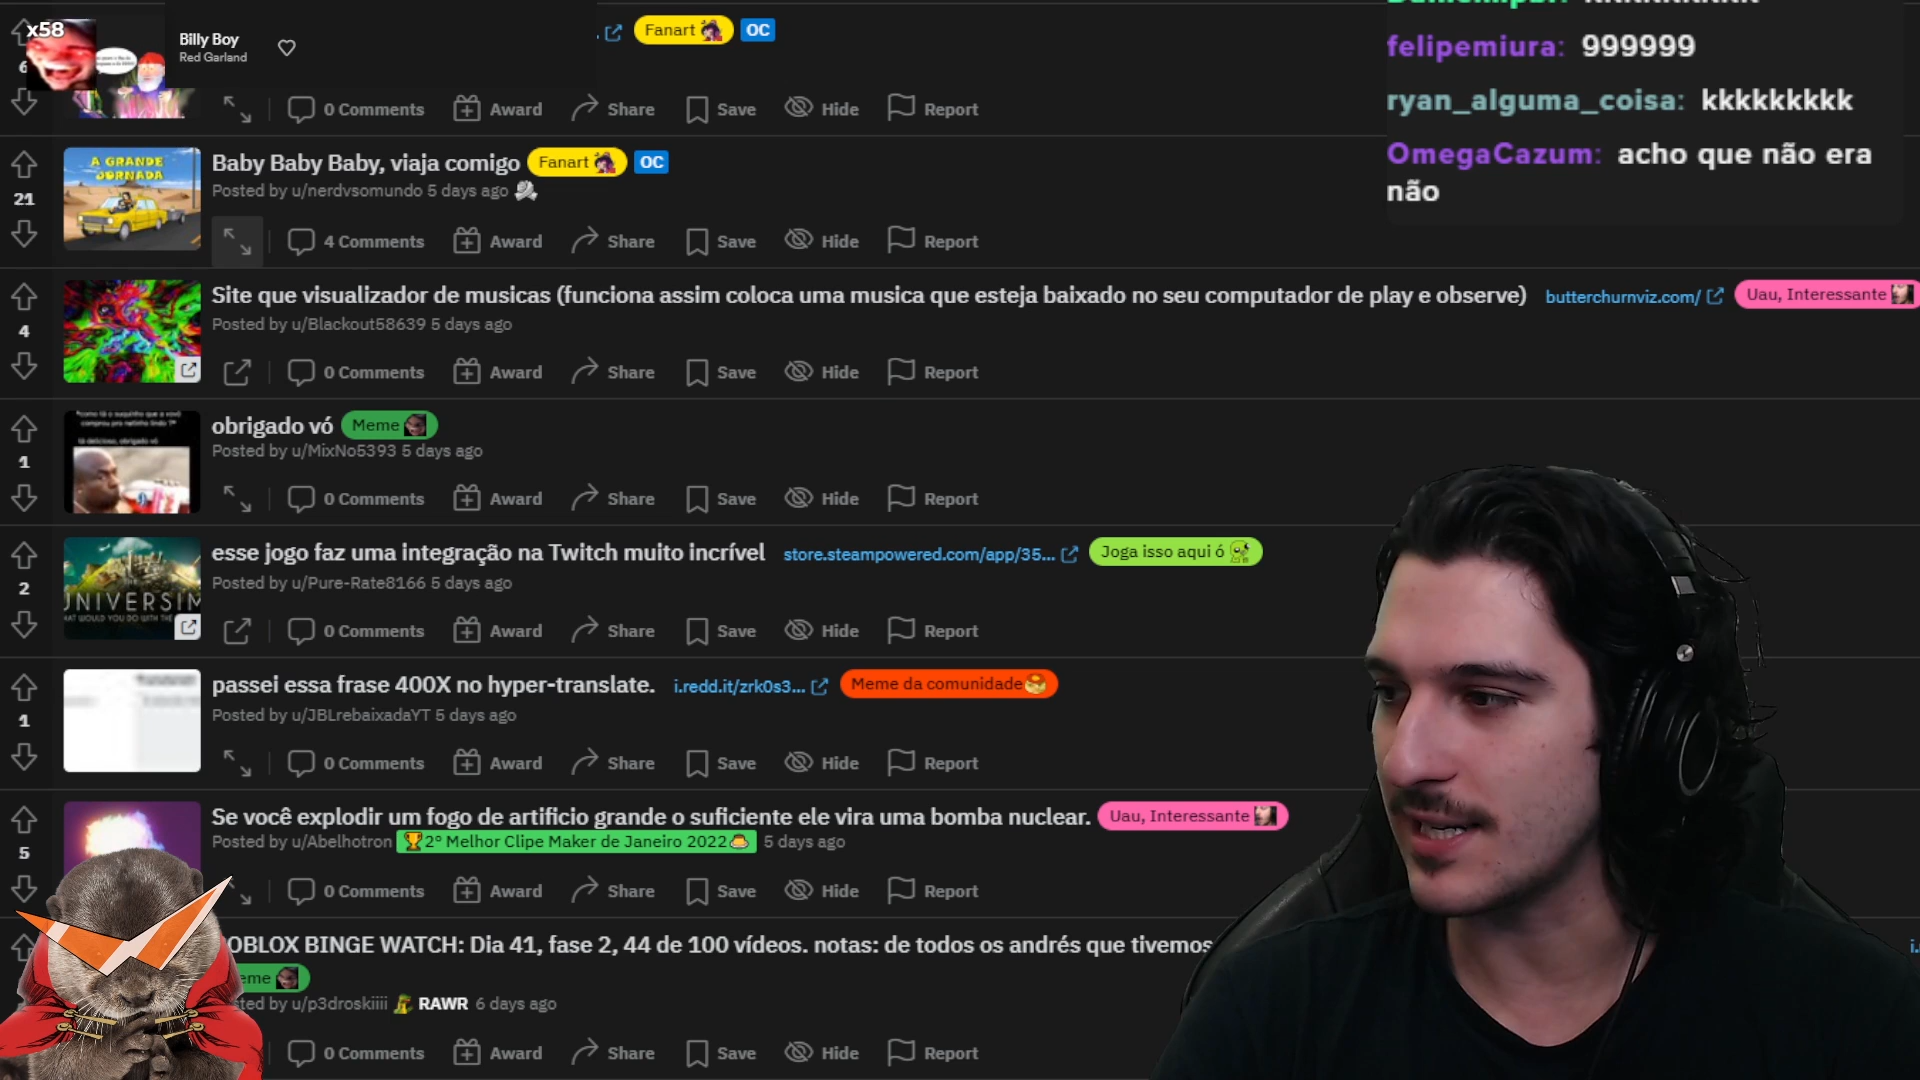 x58
Billy Boy
Red Garland
Fanart OC
6
0 Comments Award Share Save Hide Report
felipemiura: 999999
ryan_alguma_coisa: kkkkkkkkk
OmegaCazum: acho que não era
não
A GRANDE
JORNADA
Baby Baby Baby, viaja comigo Fanart OC
Posted by u/nerdvsomundo 5 days ago
21
4 Comments Award Share Save Hide Report
Site que visualizador de musicas (funciona assim coloca uma musica que esteja baixado no seu computador de play e observe) butterchurnviz.com/ Uau, Interessante
Posted by u/Blackout58639 5 days ago
4
0 Comments Award Share Save Hide Report
obrigado vó Meme
Posted by u/MixNo5393 5 days ago
1
0 Comments Award Share Save Hide Report
esse jogo faz uma integração na Twitch muito incrível store.steampowered.com/app/35... Joga isso aqui ó
Posted by u/Pure-Rate8166 5 days ago
2
UNIVERSIM
0 Comments Award Share Save Hide Report
passei essa frase 400X no hyper-translate. i.redd.it/zrk0s3... Meme da comunidade
Posted by u/JBLrebaixadaYT 5 days ago
1
0 Comments Award Share Save Hide Report
Se você explodir um fogo de artificio grande o suficiente ele vira uma bomba nuclear. Uau, Interessante
Posted by u/Abelhotron 2° Melhor Clipe Maker de Janeiro 2022 5 days ago
5
0 Comments Award Share Save Hide Report
OBLOX BINGE WATCH: Dia 41, fase 2, 44 de 100 vídeos. notas: de todos os andrés que tivemos
eme
sted by u/p3droskiiii RAWR 6 days ago
0 Comments Award Share Save Hide Report